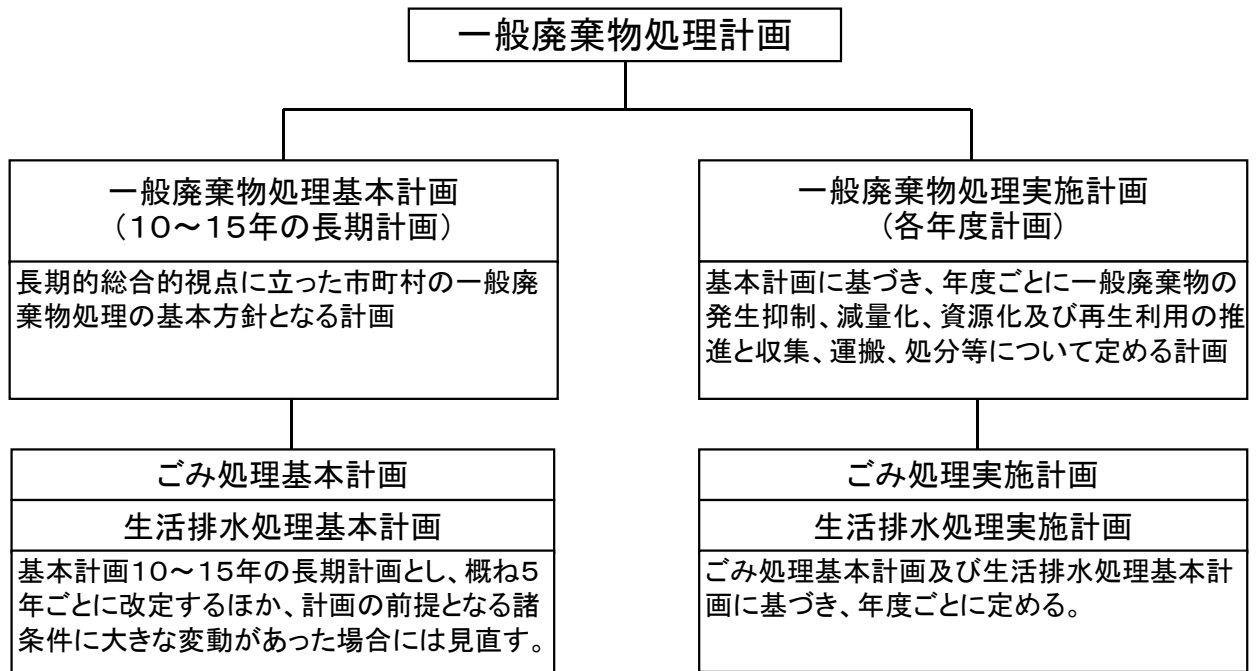 一般廃棄物処理計画
一般廃棄物処理基本計画
(10~15年の長期計画)
長期的総合的視点に立った市町村の一般廃
棄物処理の基本方針となる計画
一般廃棄物処理実施計画
(各年度計画)
基本計画に基づき、年度ごとに一般廃棄物の
発生抑制、減量化、資源化及び再生利用の推
進と収集、運搬、処分等について定める計画
ごみ処理基本計画
生活排水処理基本計画
基本計画10~15年の長期計画とし、概ね5
年ごとに改定するほか、計画の前提となる諸
条件に大きな変動があった場合には見直す。
ごみ処理実施計画
生活排水処理実施計画
ごみ処理基本計画及び生活排水処理基本計
画に基づき、年度ごとに定める。